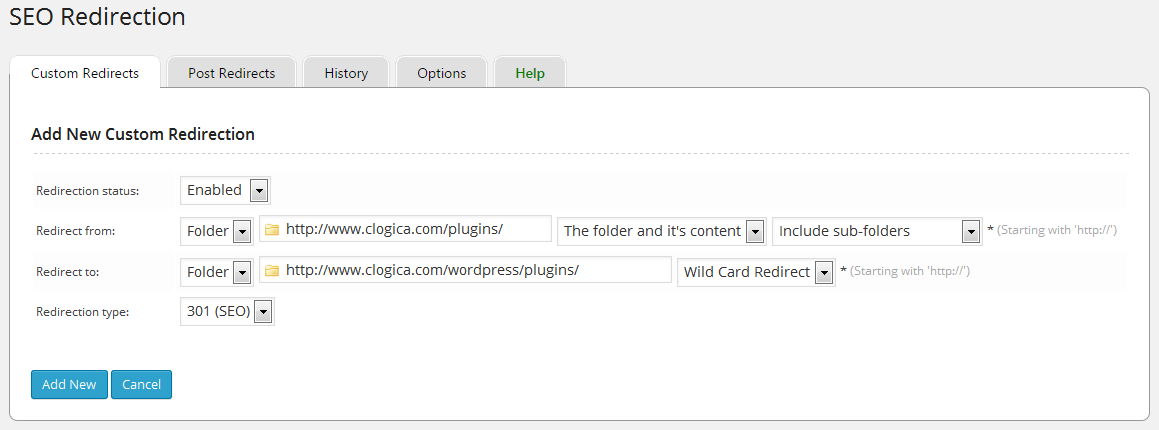 SEO Redirection
Custom Redirects Post Redirects History Options Help
Add New Custom Redirection
Redirection status: Enabled
Redirect from: Folder http://www.clogica.com/plugins/ The folder and it's content Include sub-folders * (Starting with 'http://')
Redirect to: Folder http://www.clogica.com/wordpress/plugins/ Wild Card Redirect * (Starting with 'http://')
Redirection type: 301 (SEO)
Add New Cancel